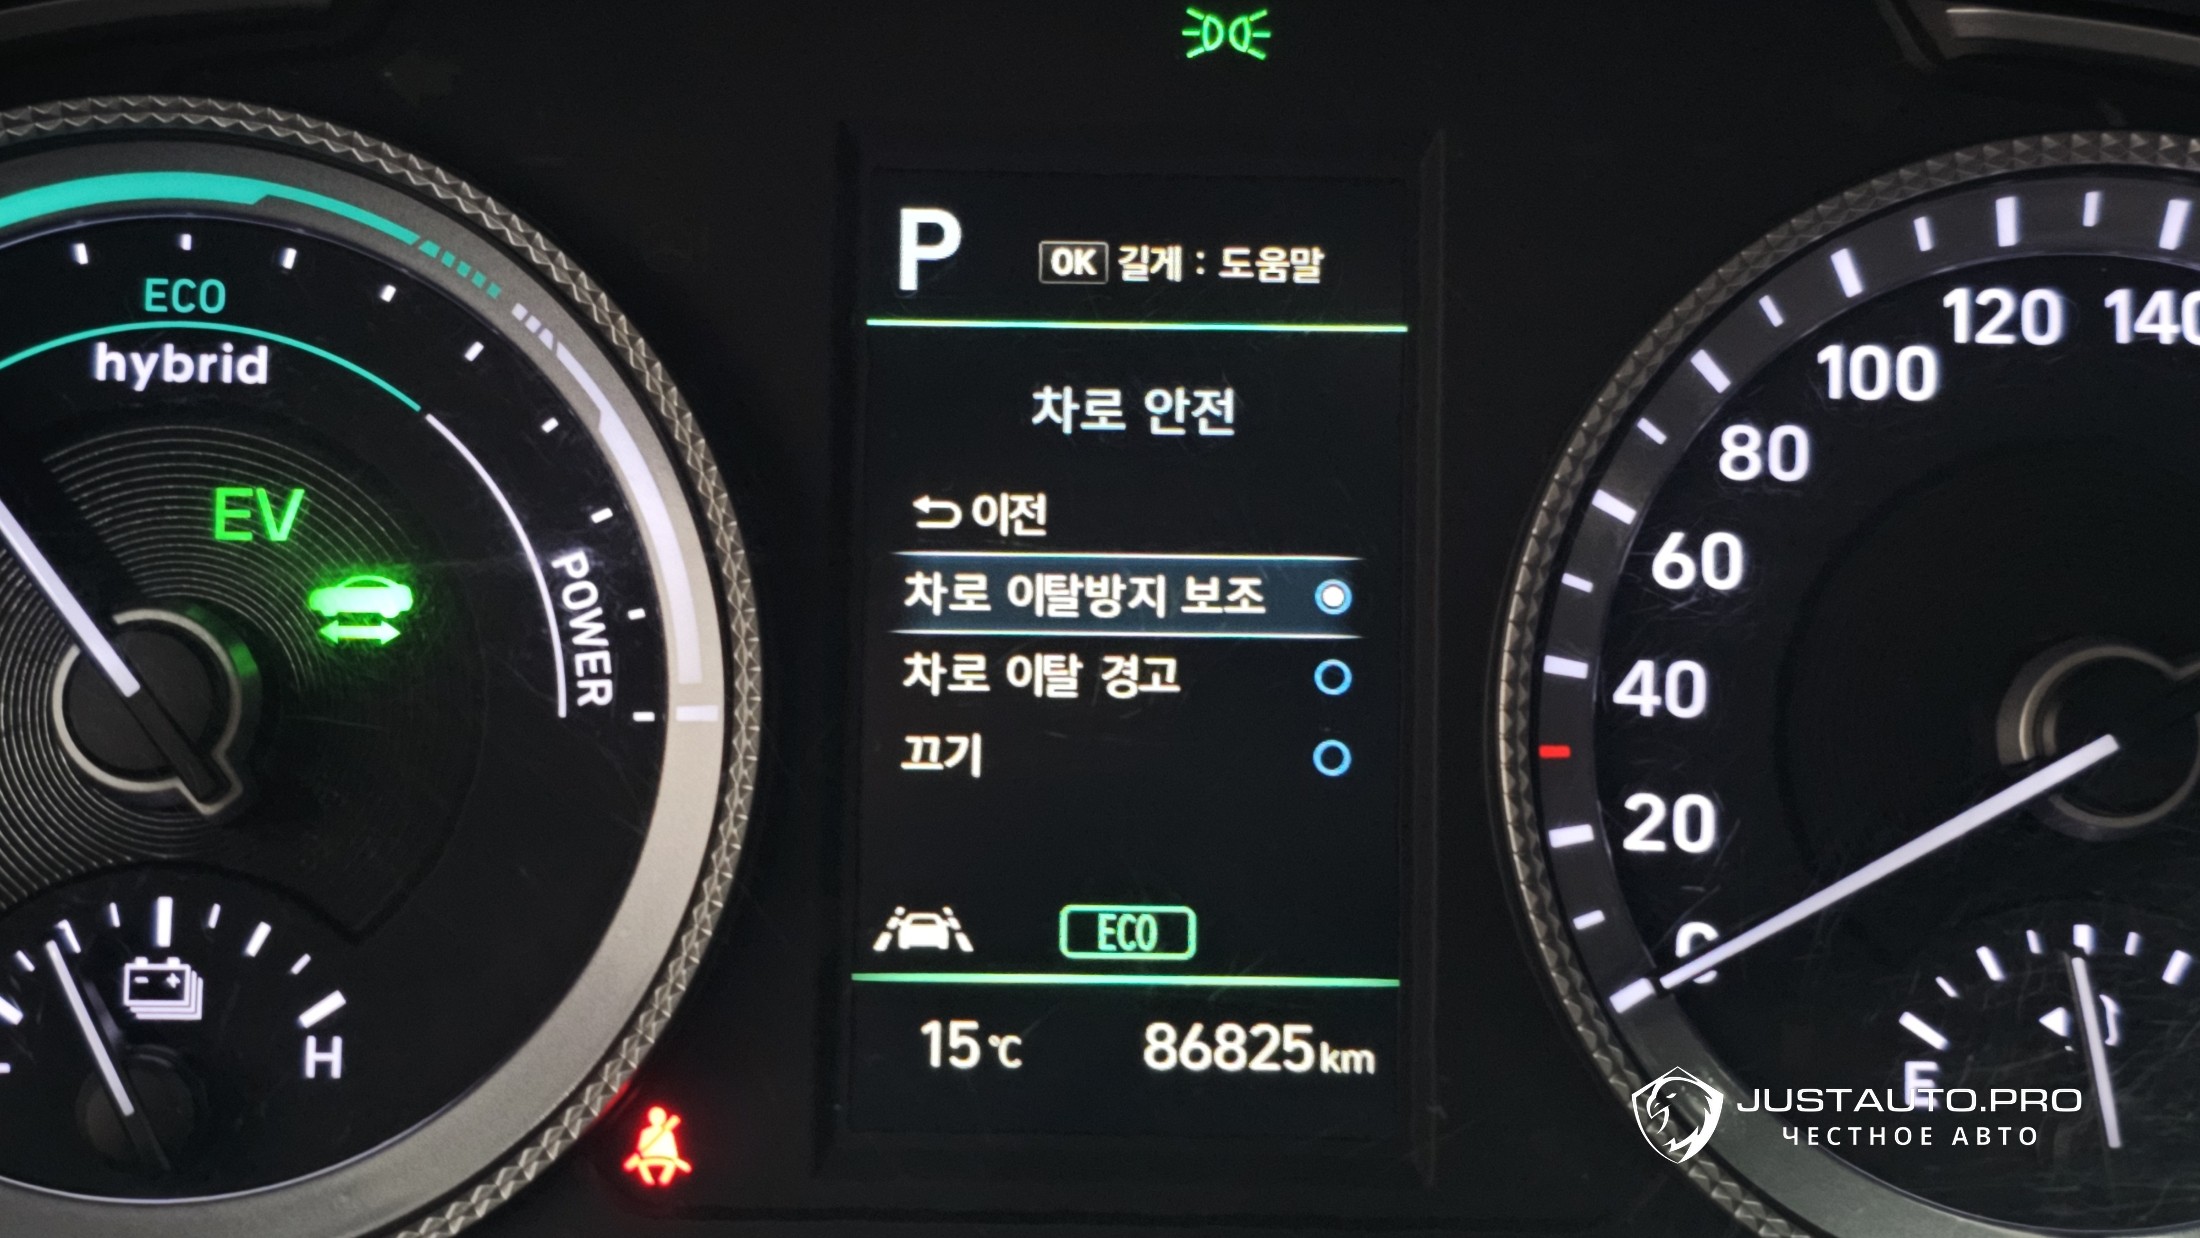 P
OK 길게 : 도움말
차로 안전
이전
차로 이탈방지 보조
차로 이탈 경고
끄기
ECO
15℃ 86825km
ECO
hybrid
EV
POWER
H
140
120
100
80
60
40
20
0
E
JUSTAUTO.PRO
ЧЕСТНОЕ АВТО